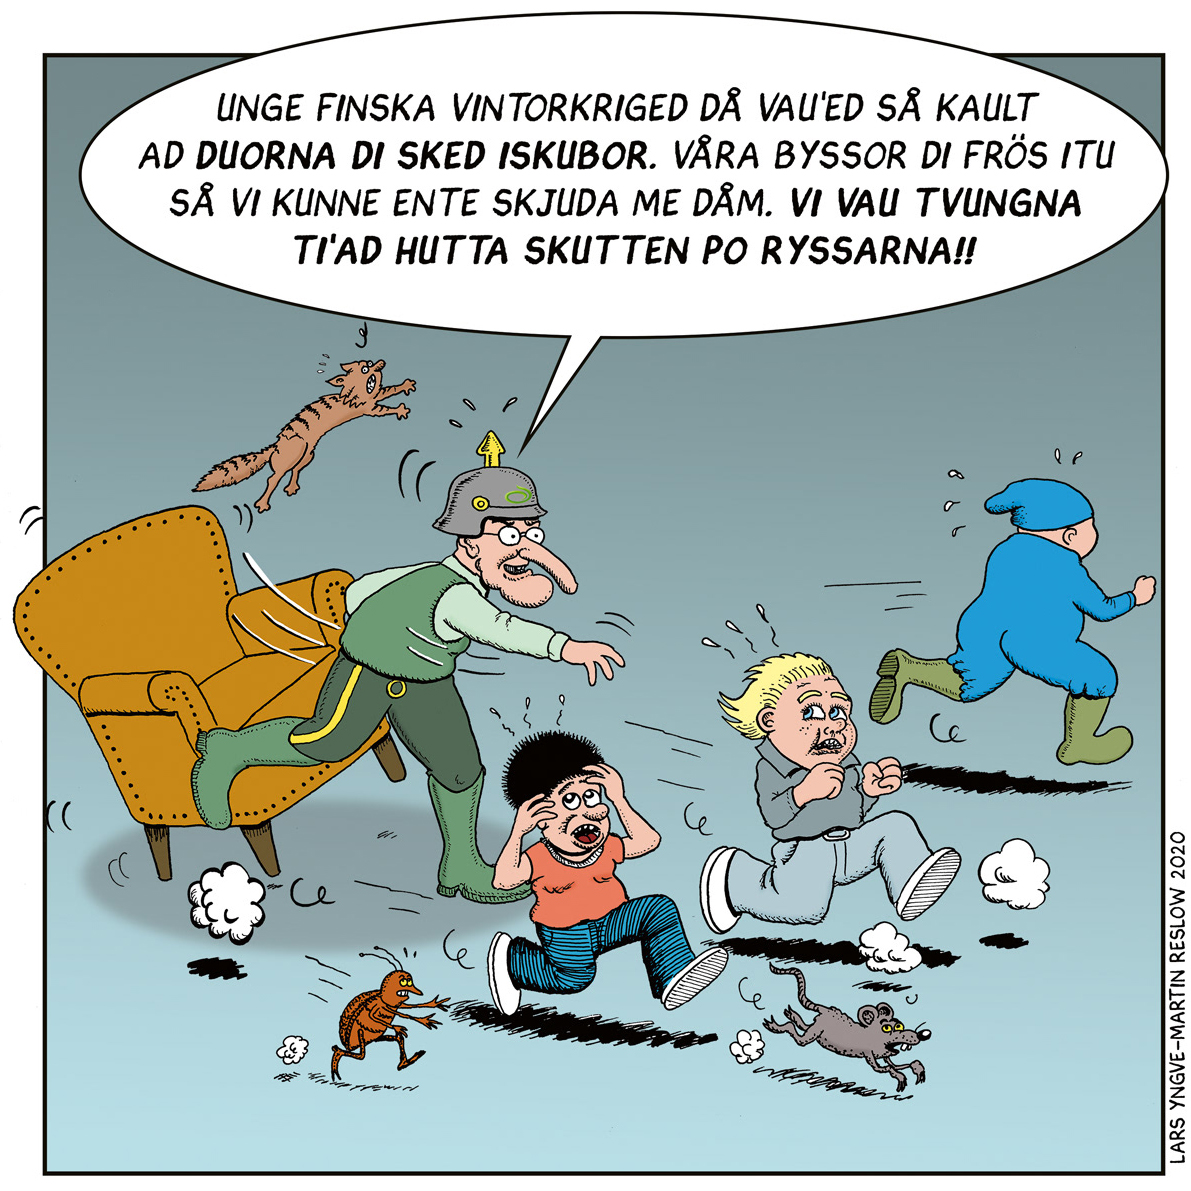 UNGE FINSKA VINTORKRIGED DÅ VAU'ED SÅ KAULT
AD DUORNA DI SKED ISKUBOR. VÅRA BYSSOR DI FRÖS ITU
SÅ VI KUNNE ENTE SKJUDA ME DÅM. VI VAU TVUNGNA
TI'AD HUTTA SKUTTEN PO RYSSARNA!!
LARS YNGVE-MARTIN RESLOW 2020